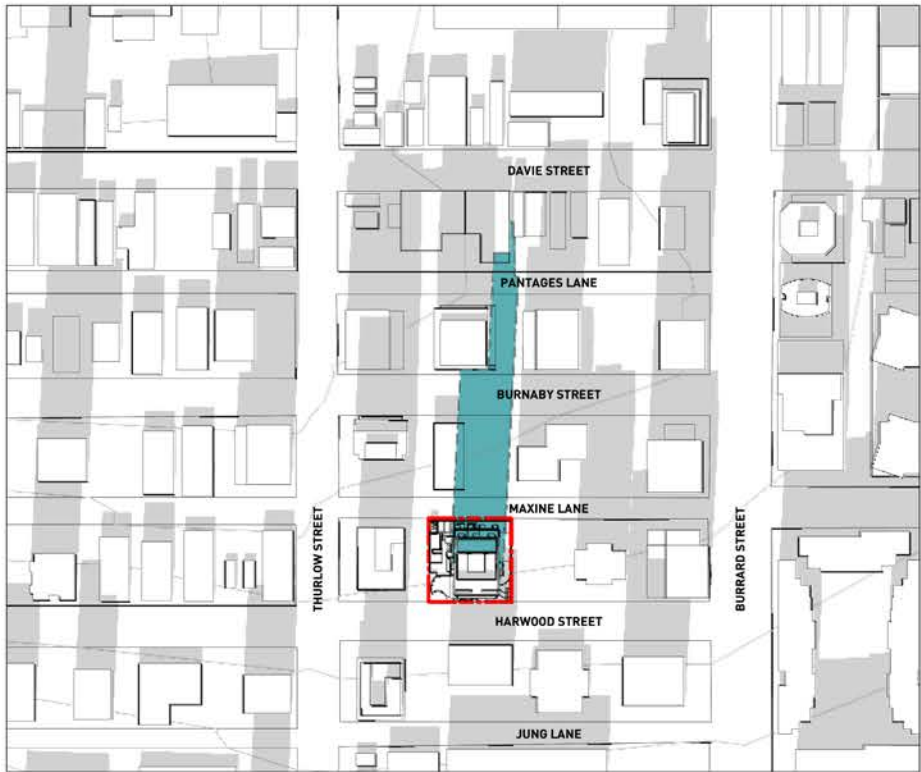 DAVIE STREET
PANTAGES LANE
BURNABY STREET
MAXINE LANE
THURLOW STREET
BURRARD STREET
HARWOOD STREET
JUNG LANE